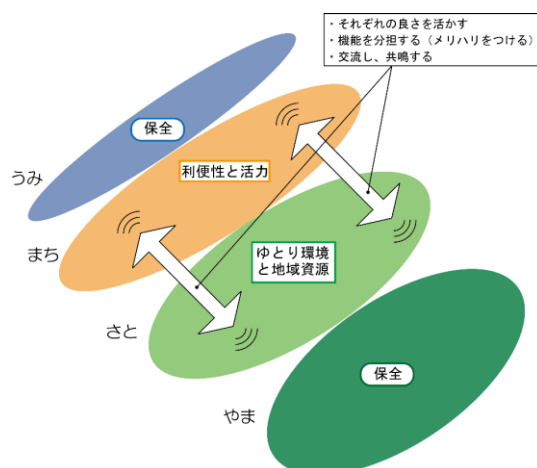 ・それぞれの良さを活かす
・機能を分担する（メリハリをつける）
・交流し、共鳴する
保全
うみ
利便性と活力
まち
ゆとり環境
と地域資源
さと
保全
やま